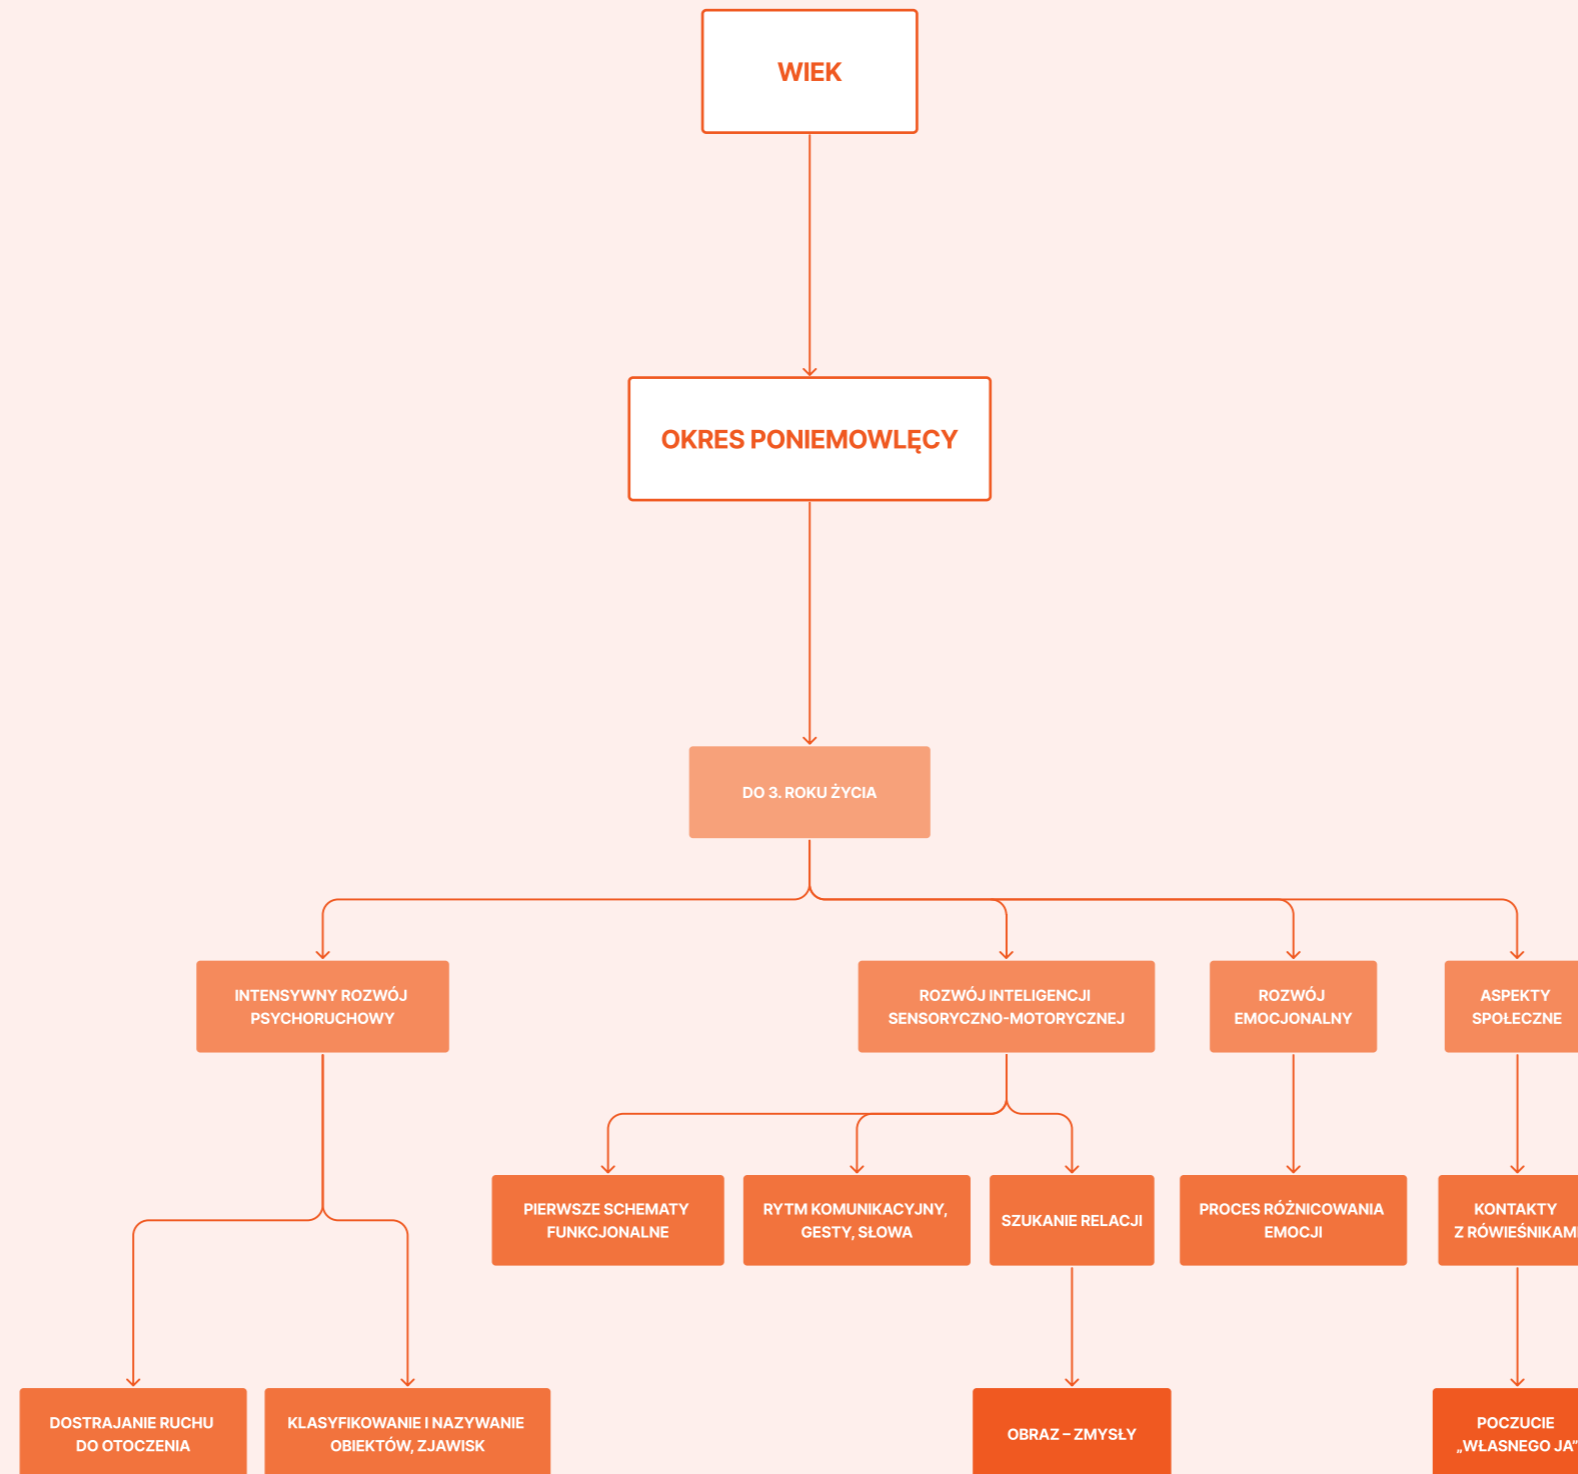 WIEK
OKRES PONIEMOWLĘCY
DO 3. ROKU ŻYCIA
INTENSYWNY ROZWÓJ
PSYCHORUCHOWY
ROZWÓJ INTELIGENCJI
SENSORYCZNO-MOTORYCZNEJ
ROZWÓJ
EMOCJONALNY
ASPEKTY
SPOŁECZNE
PIERWSZE SCHEMATY
FUNKCJONALNE
RYTM KOMUNIKACYJNY,
GESTY, SŁOWA
SZUKANIE RELACJI
PROCES RÓŻNICOWANIA
EMOCJI
KONTAKTY
Z RÓWIEŚNIKAMI
DOSTRAJANIE RUCHU
DO OTOCZENIA
KLASYFIKOWANIE I NAZYWANIE
OBIEKTÓW, ZJAWISK
OBRAZ – ZMYSŁY
POCZUCIE
„WŁASNEGO JA”